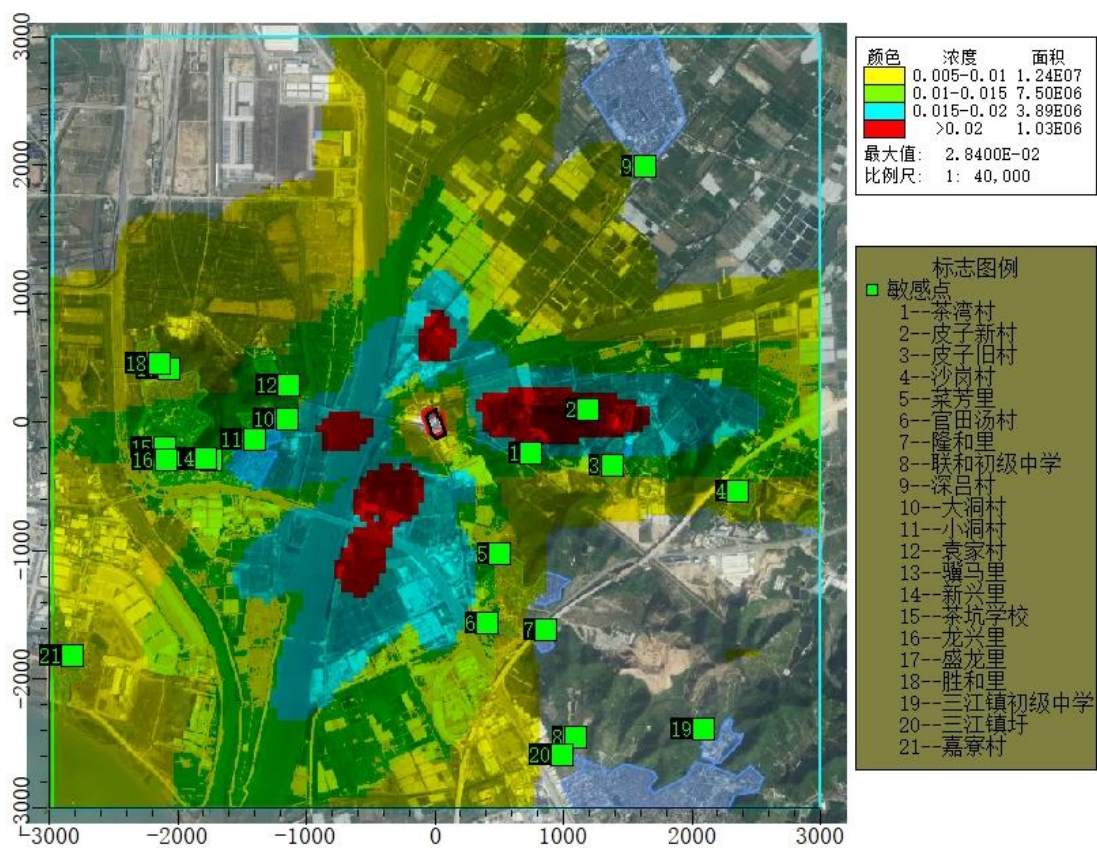 颜色 浓度 面积
0.005-0.01 1.24E07
0.01-0.015 7.50E06
0.015-0.02 3.89E06
>0.02 1.03E06
最大值: 2.8400E-02
比例尺: 1: 40,000
标志图例
敏感点
1--茶湾村
2--皮子新村
3--皮子旧村
4--沙岗村
5--菜芳里
6--官田汤村
7--隆和里
8--联和初级中学
9--深吕村
10--大洞村
11--小洞村
12--袁家村
13--骥马里
14--新兴里
15--茶坑学校
16--龙兴里
17--盛龙里
18--胜和里
19--三江镇初级中学
20--三江镇圩
21--嘉寮村
3000
2000
1000
0
-1000
-2000
-3000
-3000 -2000 -1000 0 1000 2000 3000
9
18
12
10
2
11
15
16
14
1
3
4
5
6
7
21
19
8
20